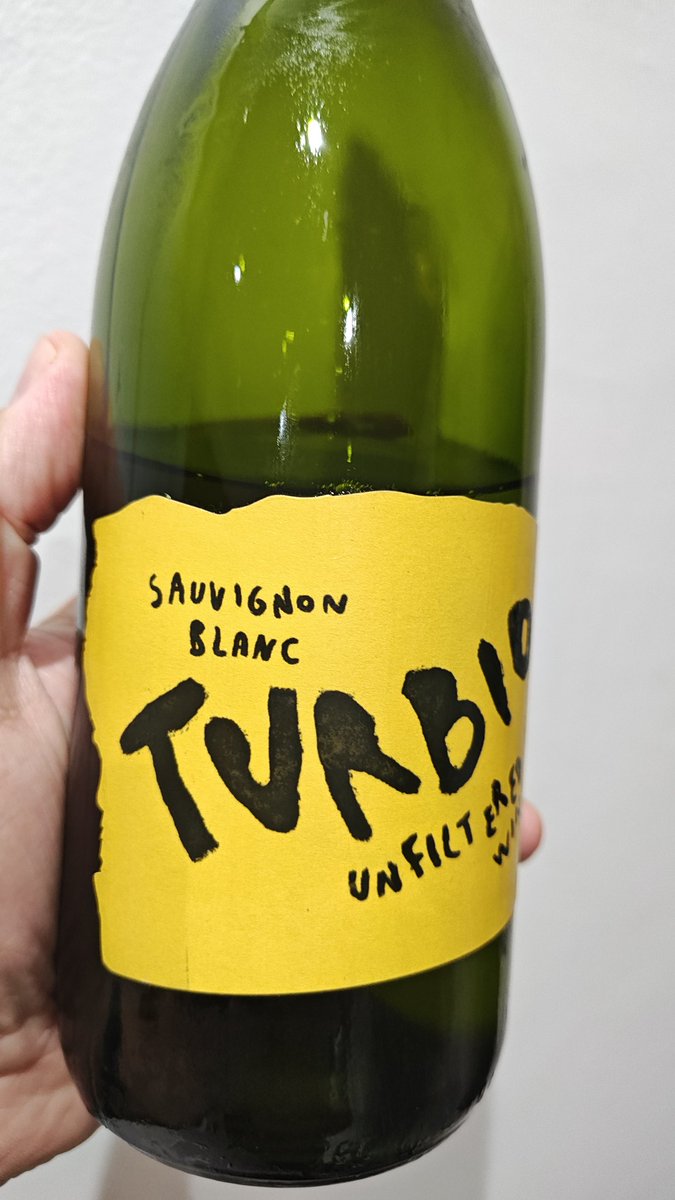 SAUVIGNON
BLANC
TURBIO
UNFILTERED